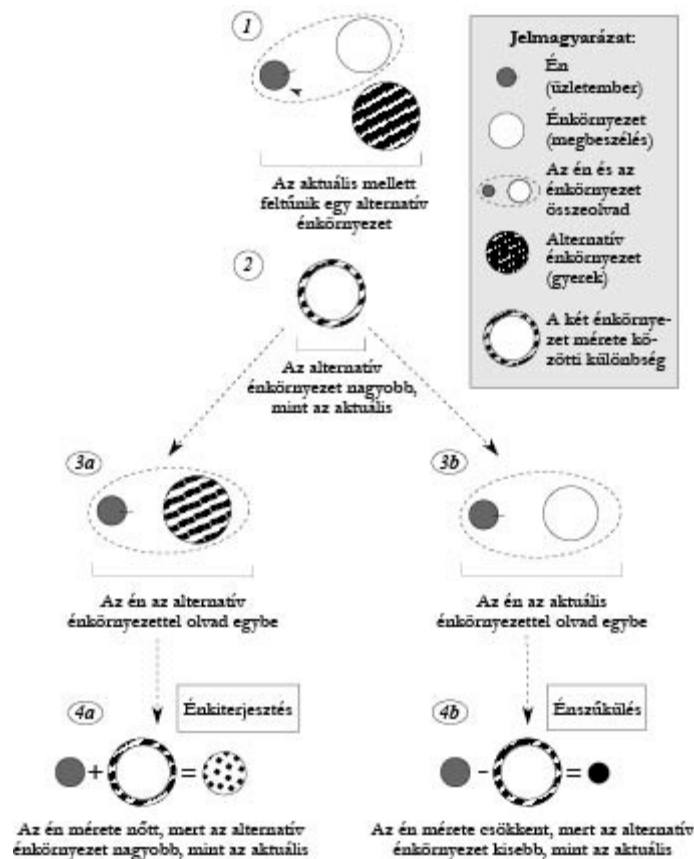 1
Az aktuális mellett
feltűnik egy alternatív
énkörnyezet
Jelmagyarázat:
Én
(üzletember)
Énkörnyezet
(megbeszélés)
Az én és az
énkörnyezet
összeolvad
Alternatív
énkörnyezet
(gyerek)
A két énkörnye-
zet mérete kö-
zötti különbség
2
Az alternatív
énkörnyezet nagyobb,
mint az aktuális
3a
Az én az alternatív
énkörnyezettel olvad egybe
3b
Az én az aktuális
énkörnyezettel olvad egybe
4a
Énkiterjesztés
+ =
Az én mérete nőtt, mert az alternatív
énkörnyezet nagyobb, mint az aktuális
4b
Énszűkülés
- =
Az én mérete csökkent, mert az alternatív
énkörnyezet kisebb, mint az aktuális